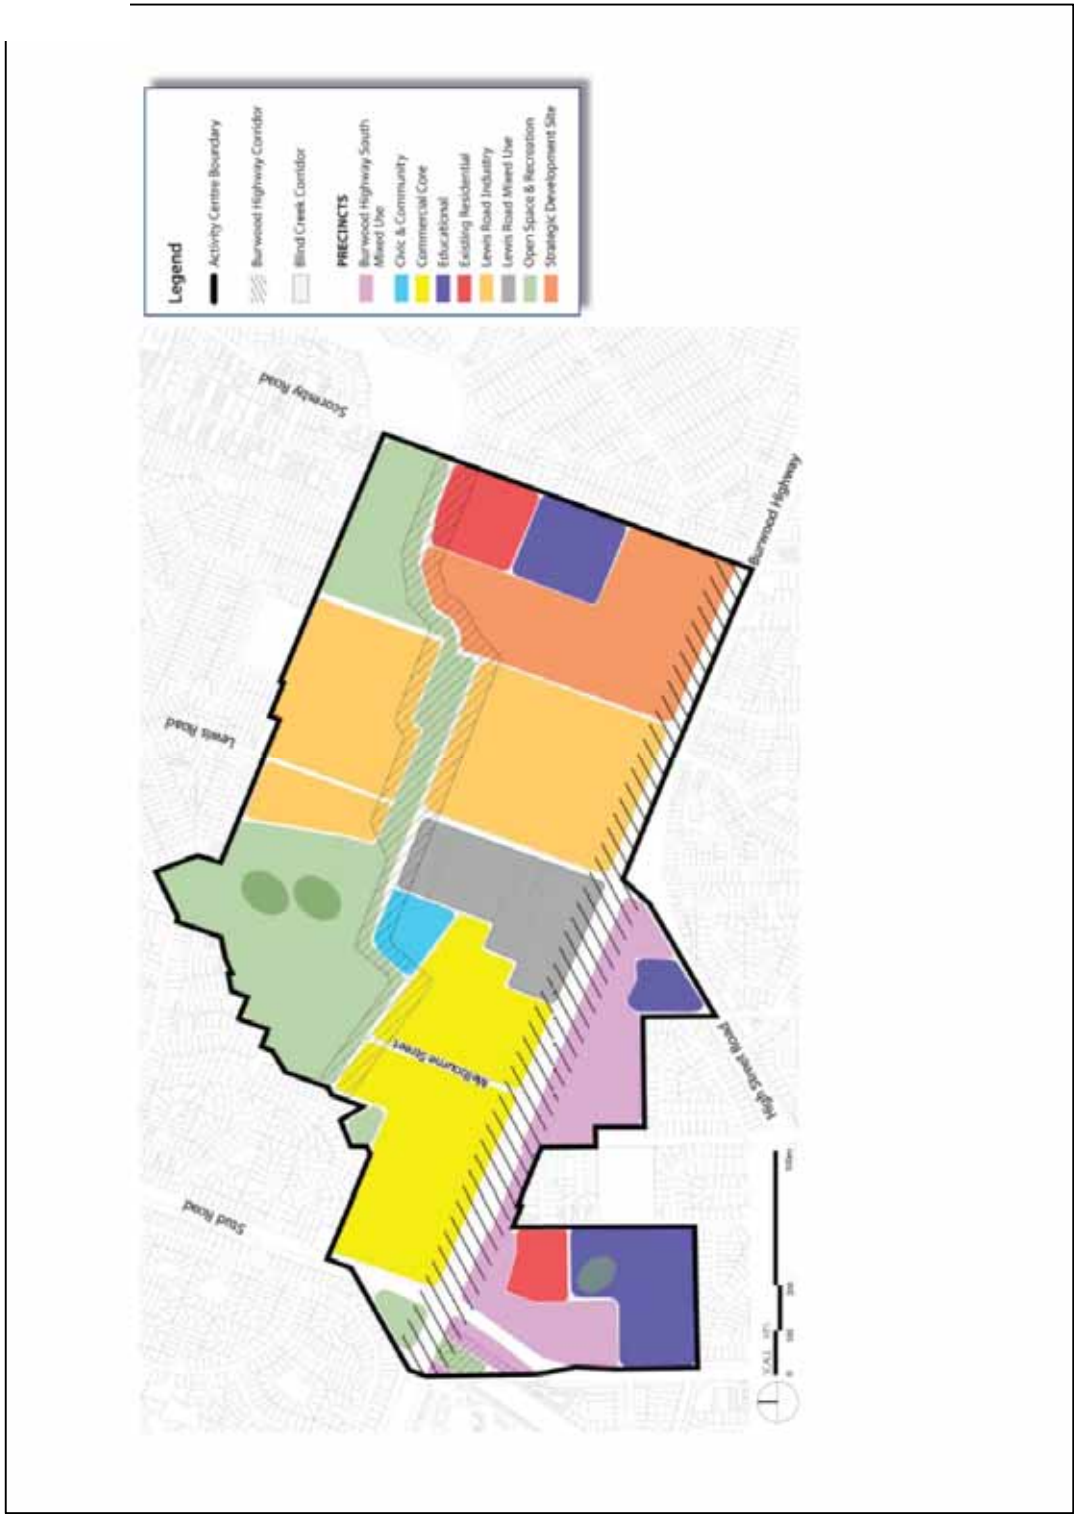 Legend
Activity Centre Boundary
Burwood Highway Corridor
Blind Creek Corridor
PRECINCTS
Burwood Highway South
Mixed Use
Civic & Community
Commercial Core
Educational
Existing Residential
Lewis Road Industry
Lewis Road Mixed Use
Open Space & Recreation
Strategic Development Site
Stud Road
Lewis Road
Scoresby Road
Melbourne Street
High Street Road
Burwood Highway
0